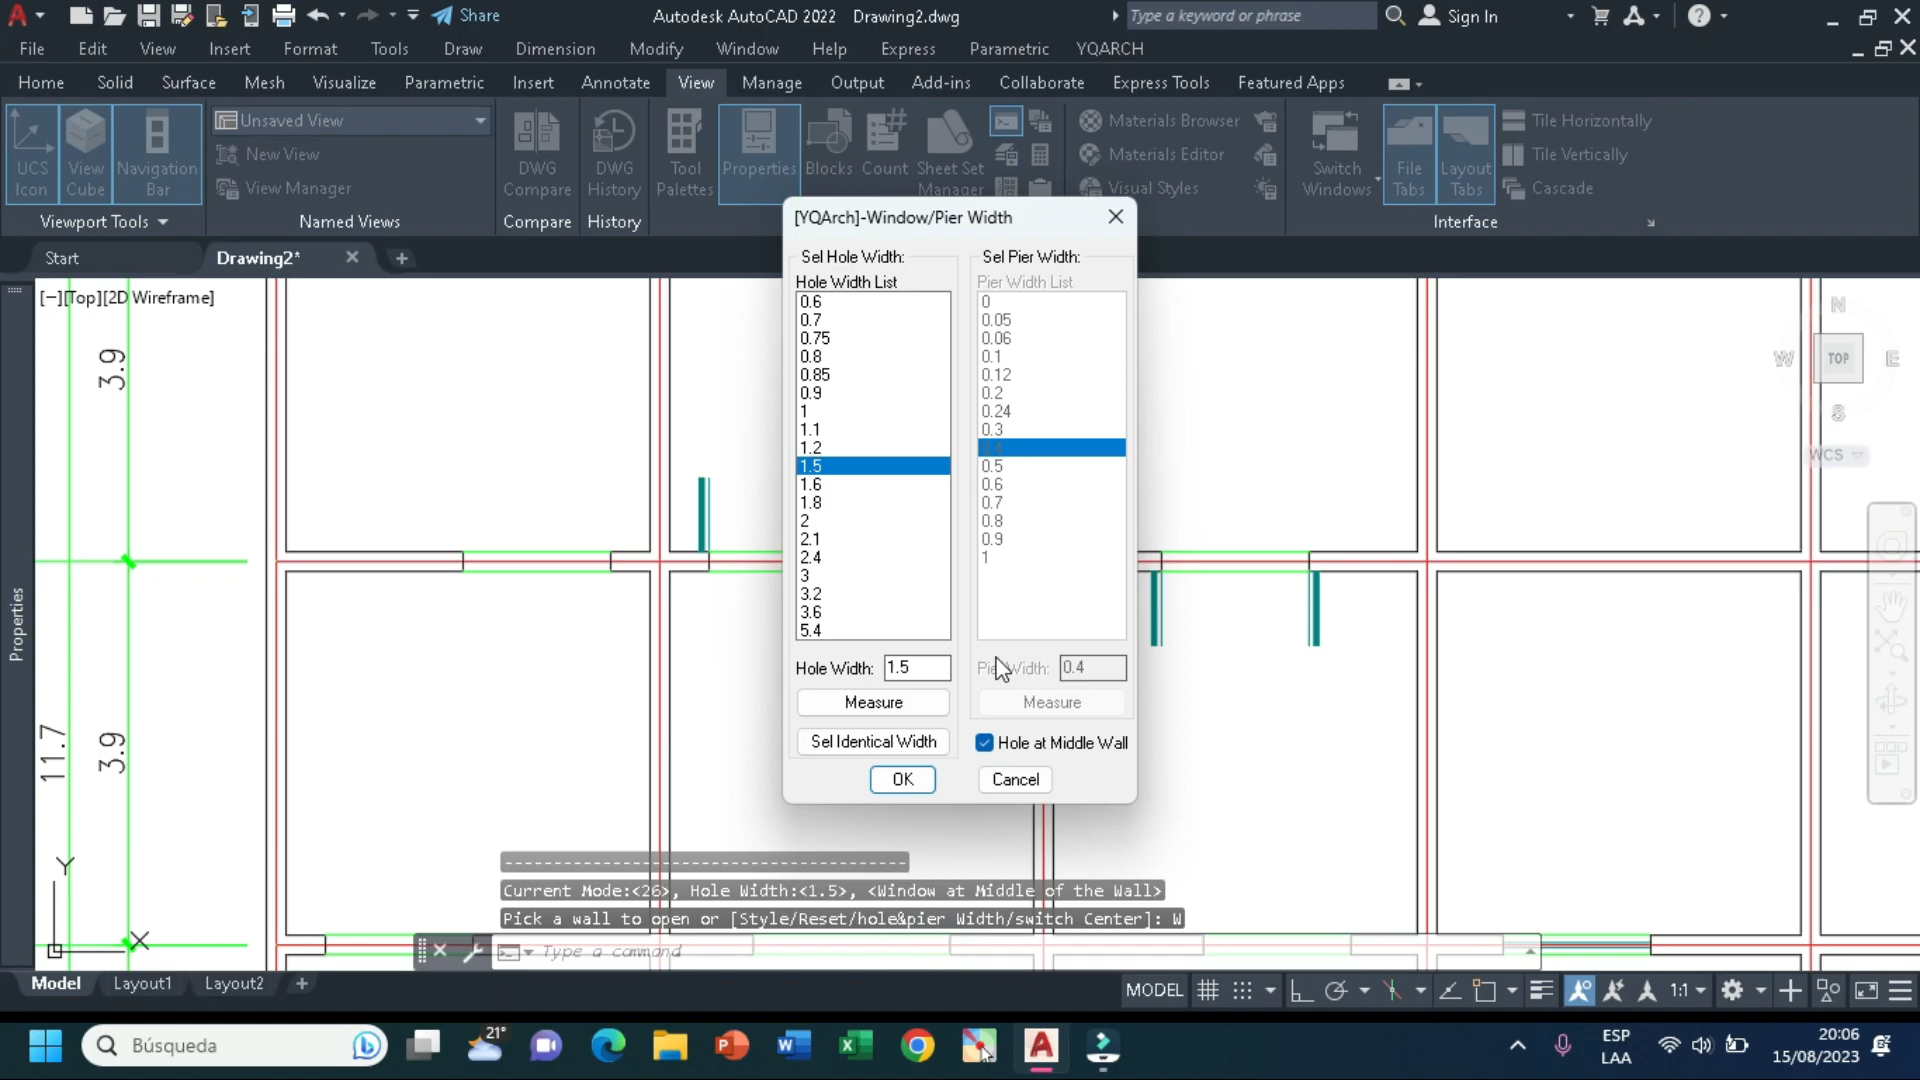 Share
Autodesk AutoCAD 2022 Drawing2.dwg
Type a keyword or phrase
Sign In
File Edit View Insert Format Tools Draw Dimension Modify Window Help Express Parametric YQARCH
Home Solid Surface Mesh Visualize Parametric Insert Annotate View Manage Output Add-ins Collaborate Express Tools Featured Apps
UCS Icon
View Cube
Navigation Bar
Viewport Tools
Unsaved View
New View
View Manager
Named Views
DWG Compare
Compare
DWG History
History
Tool Palettes
Properties
Blocks
Count
Sheet Set Manager
Materials Browser
Materials Editor
Visual Styles
Switch Windows
File Tabs
Layout Tabs
Tile Horizontally
Tile Vertically
Cascade
Interface
Start
Drawing2*
[−][Top][2D Wireframe]
Properties
3.9
3.9
11.7
Y
X
N
W
TOP
E
S
WCS
[YQArch]-Window/Pier Width
Sel Hole Width:
Hole Width List
0.6
0.7
0.75
0.8
0.85
0.9
1
1.1
1.2
1.5
1.6
1.8
2
2.1
2.4
3
3.2
3.6
5.4
Hole Width: 1.5
Measure
Sel Identical Width
Sel Pier Width:
Pier Width List
0
0.05
0.06
0.1
0.12
0.2
0.24
0.3
0.4
0.5
0.6
0.7
0.8
0.9
1
Pier Width: 0.4
Measure
Hole at Middle Wall
OK
Cancel
----------------------------------------
Current Mode:<26>, Hole Width:<1.5>, <Window at Middle of the Wall>
Pick a wall to open or [Style/Reset/hole&pier Width/switch Center]: W
Type a command
Model Layout1 Layout2
MODEL
1:1
Búsqueda
21°
ESP
LAA
20:06
15/08/2023